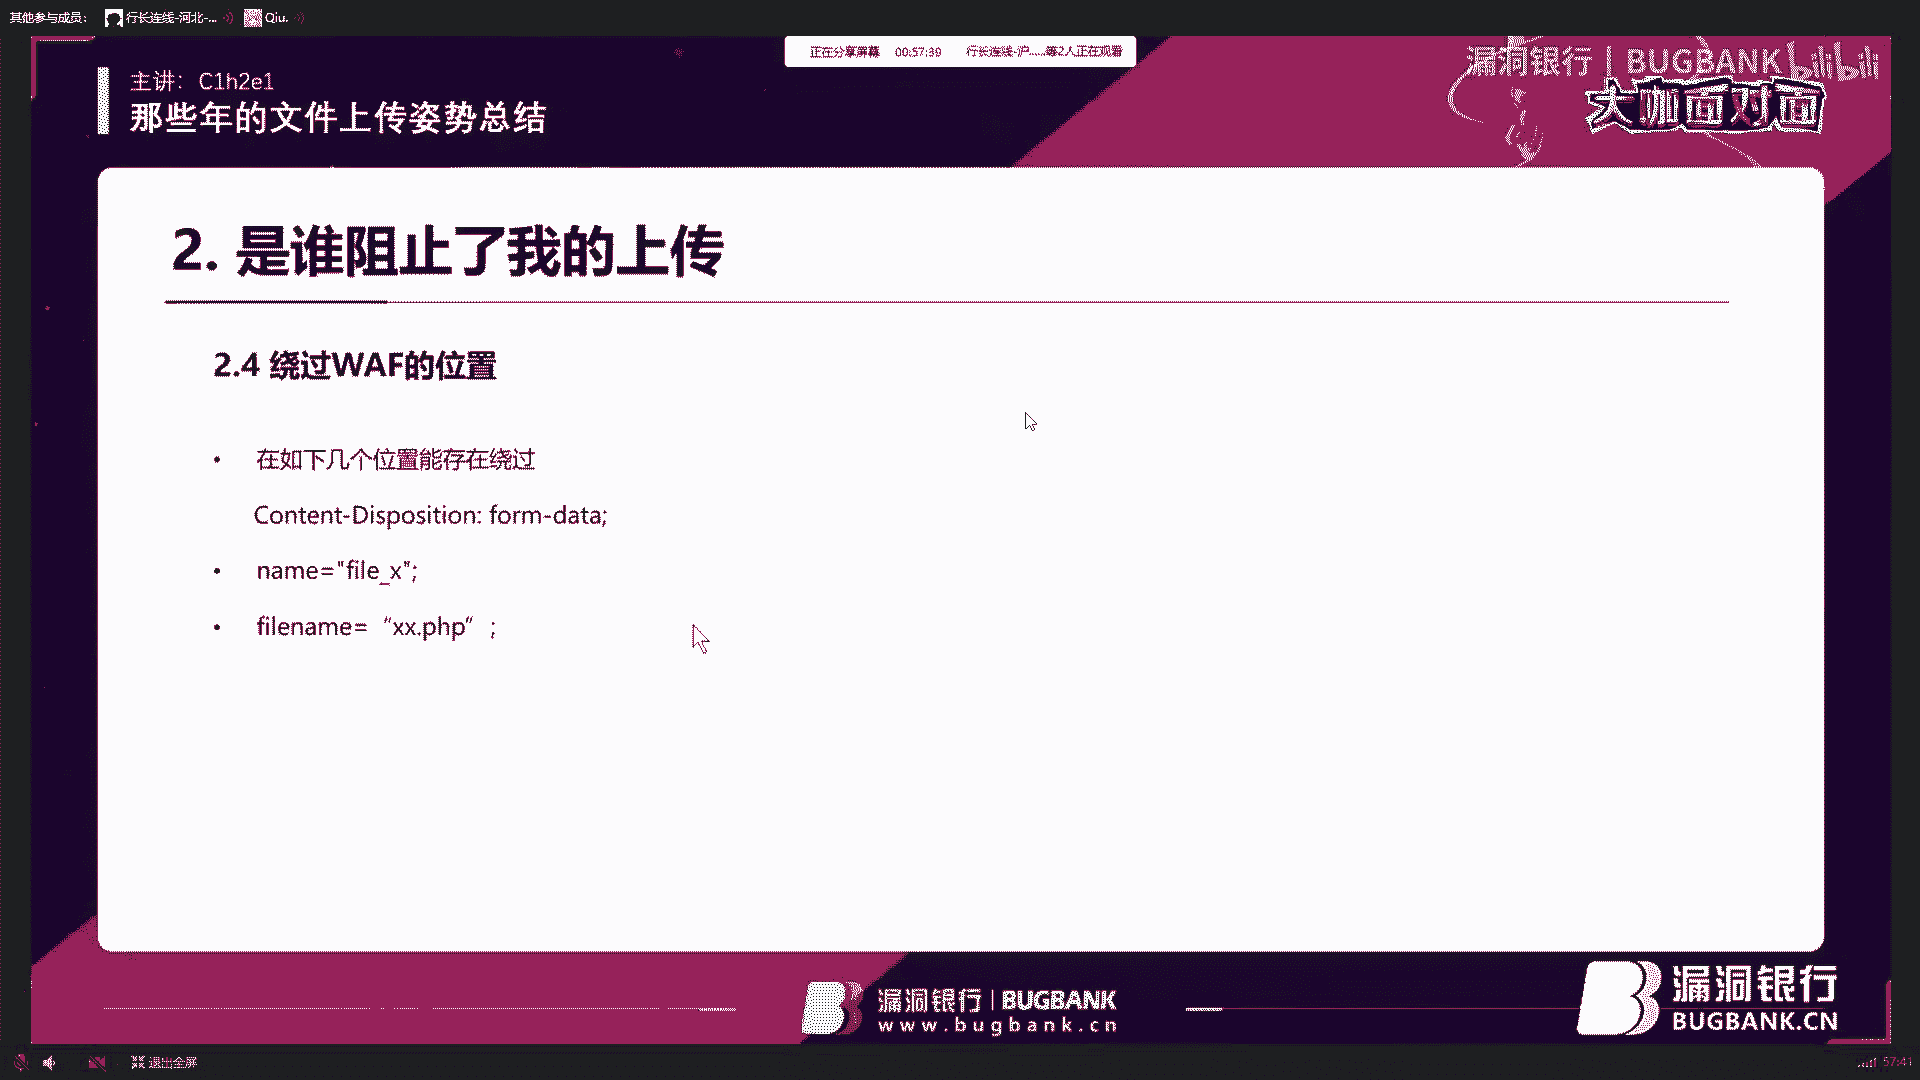 其他参与成员： 行长连线-河北-... Qiu.
正在分享屏幕 00:57:39 行长连线-沪......等2人正在观看
漏洞银行 | BUGBANK bilibili
大咖面对面
主讲：C1h2e1
那些年的文件上传姿势总结
2. 是谁阻止了我的上传
2.4 绕过WAF的位置
• 在如下几个位置能存在绕过
Content-Disposition: form-data;
• name="file_x";
• filename=“xx.php”;
漏洞银行 | BUGBANK
www.bugbank.cn
漏洞银行
BUGBANK.CN
退出全屏
57:41